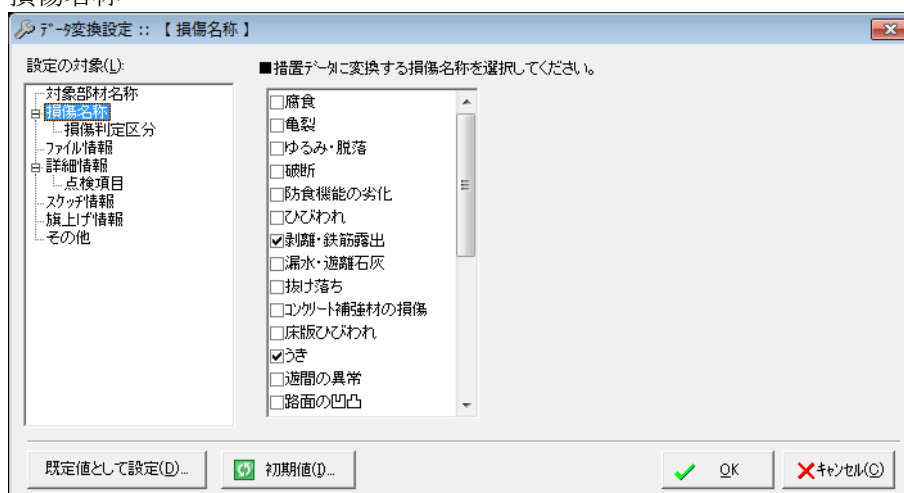 損傷名称
ﾃﾞｰﾀ変換設定 :: 【 損傷名称 】
設定の対象(L):
対象部材名称
損傷名称
損傷判定区分
ﾌｧｲﾙ情報
詳細情報
点検項目
ｽｹｯﾁ情報
旗上げ情報
その他
■措置ﾃﾞｰﾀに変換する損傷名称を選択してください。
腐食
亀裂
ゆるみ・脱落
破断
防食機能の劣化
ひびわれ
剥離・鉄筋露出
漏水・遊離石灰
抜け落ち
ｺﾝｸﾘｰﾄ補強材の損傷
床版ひびわれ
うき
遊間の異常
路面の凹凸
既定値として設定(D)...
初期値(I)...
OK
ｷｬﾝｾﾙ(C)